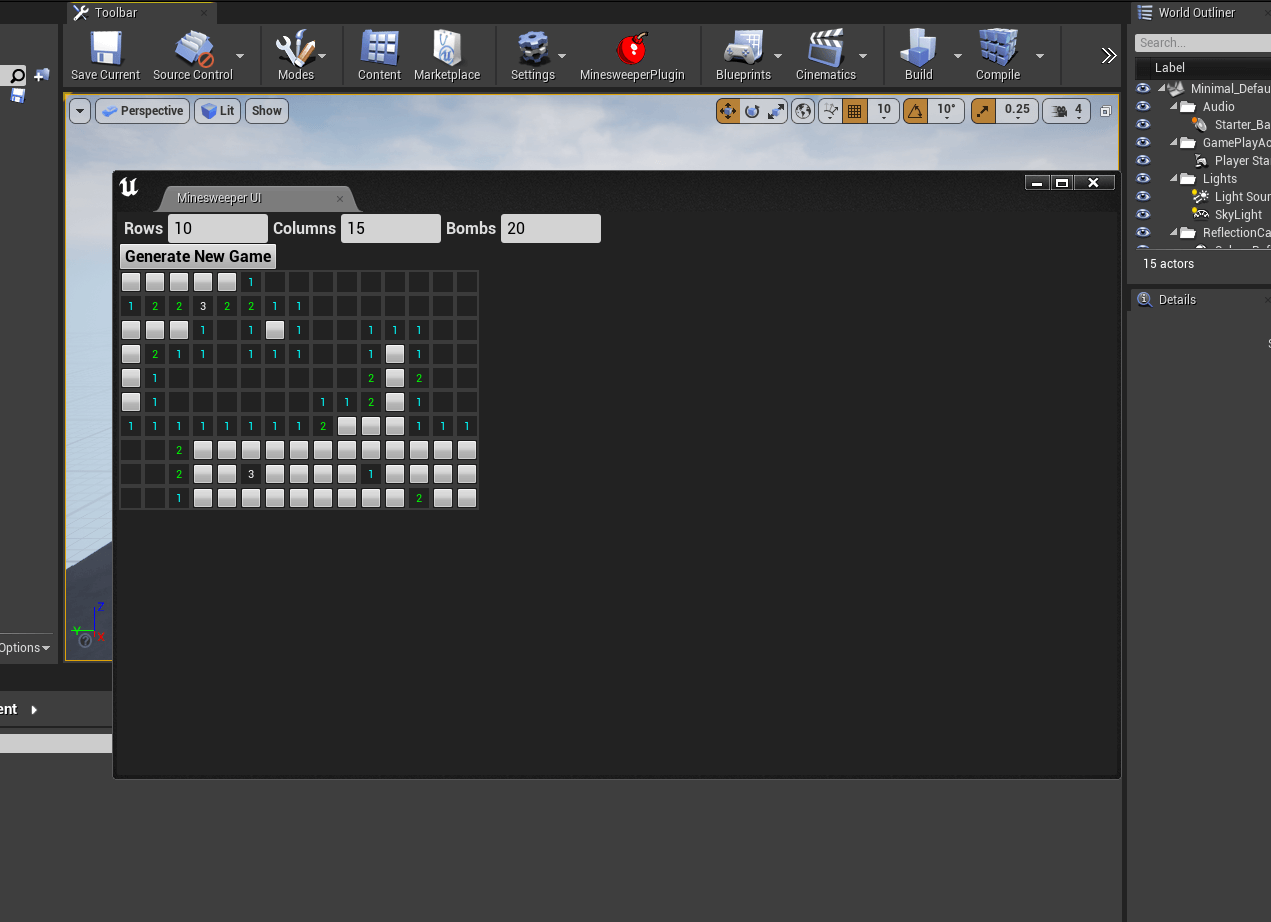 Toolbar
World Outliner
Save Current
Source Control
Modes
Content
Marketplace
Settings
MinesweeperPlugin
Blueprints
Cinematics
Build
Compile
Search...
Label
Perspective
Lit
Show
10
10°
0.25
4
Minimal_Defau
Audio
Starter_Ba
GamePlayAc
Player Sta
Lights
Light Sour
SkyLight
ReflectionCa
15 actors
Details
Minesweeper UI
Rows 10 Columns 15 Bombs 20
Generate New Game
1
1 2 2 3 2 2 1 1
1 1 1 1 1 1
2 1 1 1 1 1 1 1
1 2 2
1 1 1 2 1
1 1 1 1 1 1 1 1 2 1 1 1
2
2 3 1
1 2
Z
Y
X
Options
ent